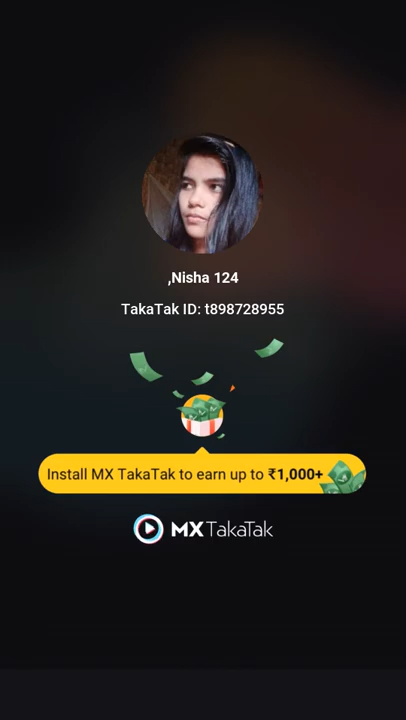 ,Nisha 124
TakaTak ID: t898728955
Install MX TakaTak to earn up to ₹1,000+
MX TakaTak